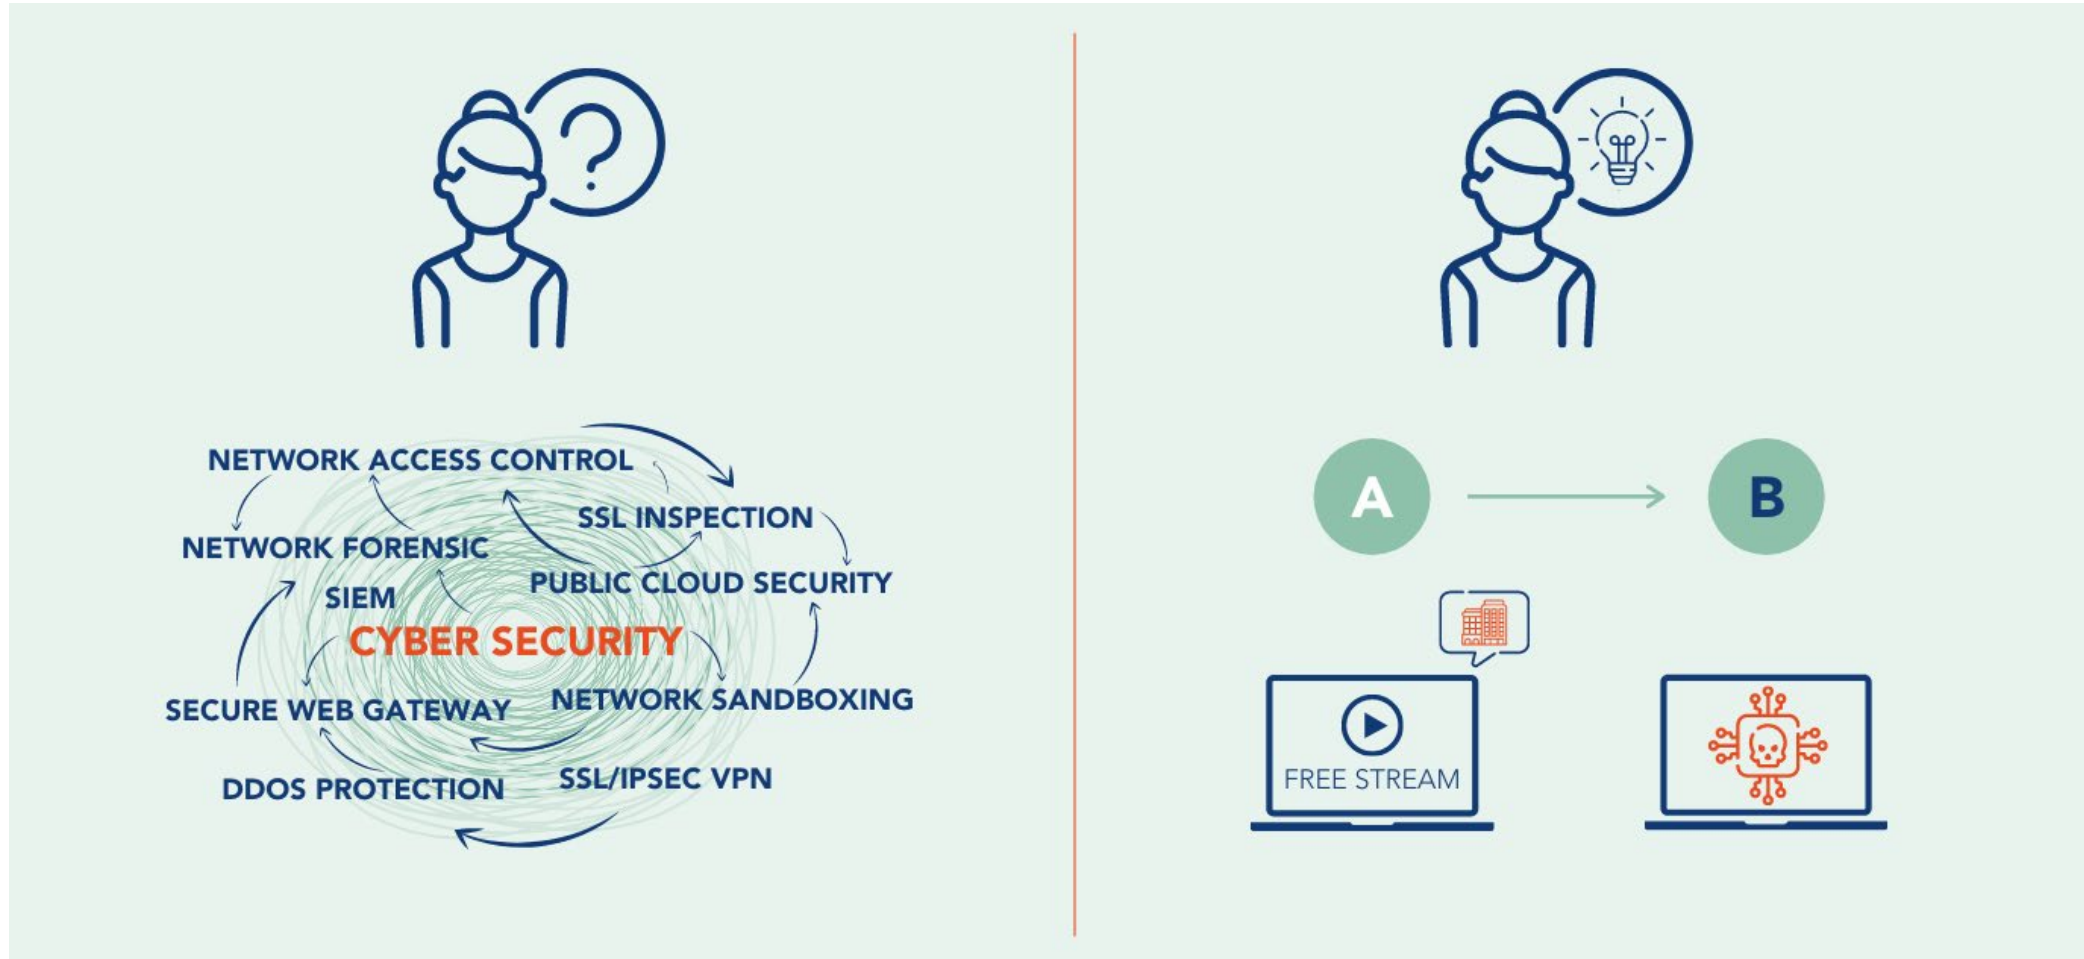 ?
NETWORK ACCESS CONTROL
SSL INSPECTION
NETWORK FORENSIC
PUBLIC CLOUD SECURITY
SIEM
CYBER SECURITY
SECURE WEB GATEWAY
NETWORK SANDBOXING
DDOS PROTECTION
SSL/IPSEC VPN
A
B
FREE STREAM